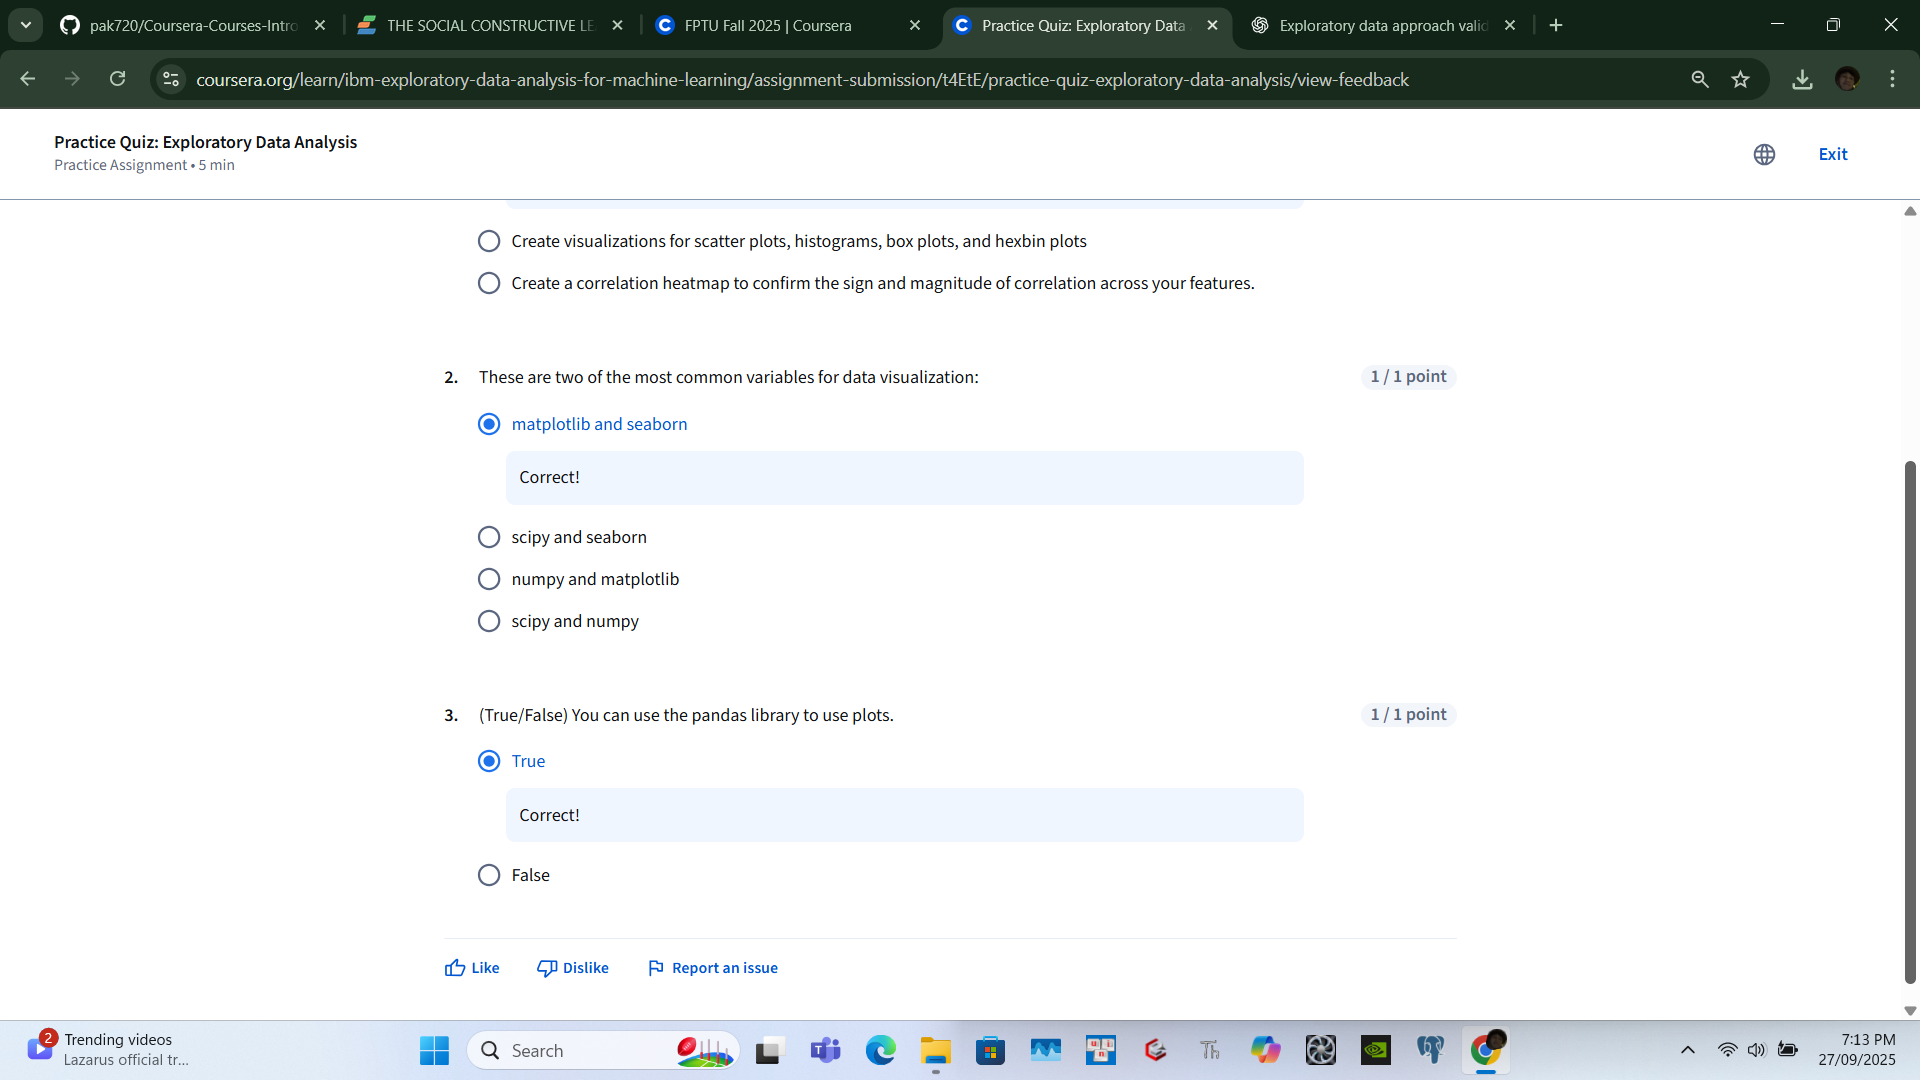 pak720/Coursera-Courses-Intro
THE SOCIAL CONSTRUCTIVE LE
FPTU Fall 2025 | Coursera
Practice Quiz: Exploratory Data
Exploratory data approach valid
coursera.org/learn/ibm-exploratory-data-analysis-for-machine-learning/assignment-submission/t4EtE/practice-quiz-exploratory-data-analysis/view-feedback
Practice Quiz: Exploratory Data Analysis
Practice Assignment • 5 min
Exit
Create visualizations for scatter plots, histograms, box plots, and hexbin plots
Create a correlation heatmap to confirm the sign and magnitude of correlation across your features.
2. These are two of the most common variables for data visualization:
1 / 1 point
matplotlib and seaborn
Correct!
scipy and seaborn
numpy and matplotlib
scipy and numpy
3. (True/False) You can use the pandas library to use plots.
1 / 1 point
True
Correct!
False
Like
Dislike
Report an issue
2
Trending videos
Lazarus official tr...
Search
7:13 PM
27/09/2025